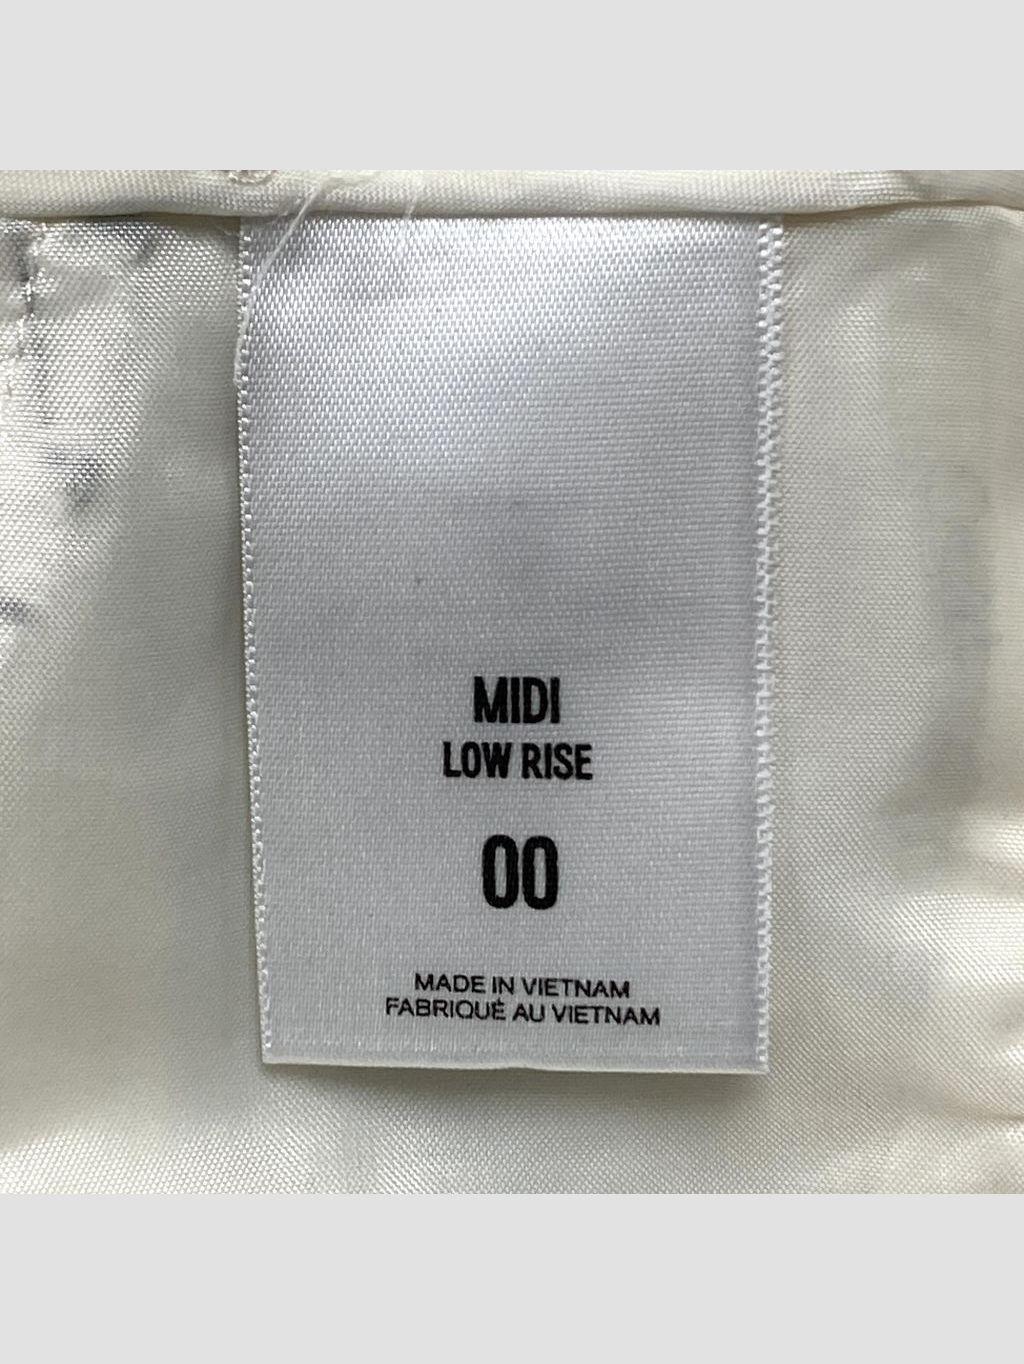 MIDI
LOW RISE
00
MADE IN VIETNAM
FABRIQUÉ AU VIETNAM